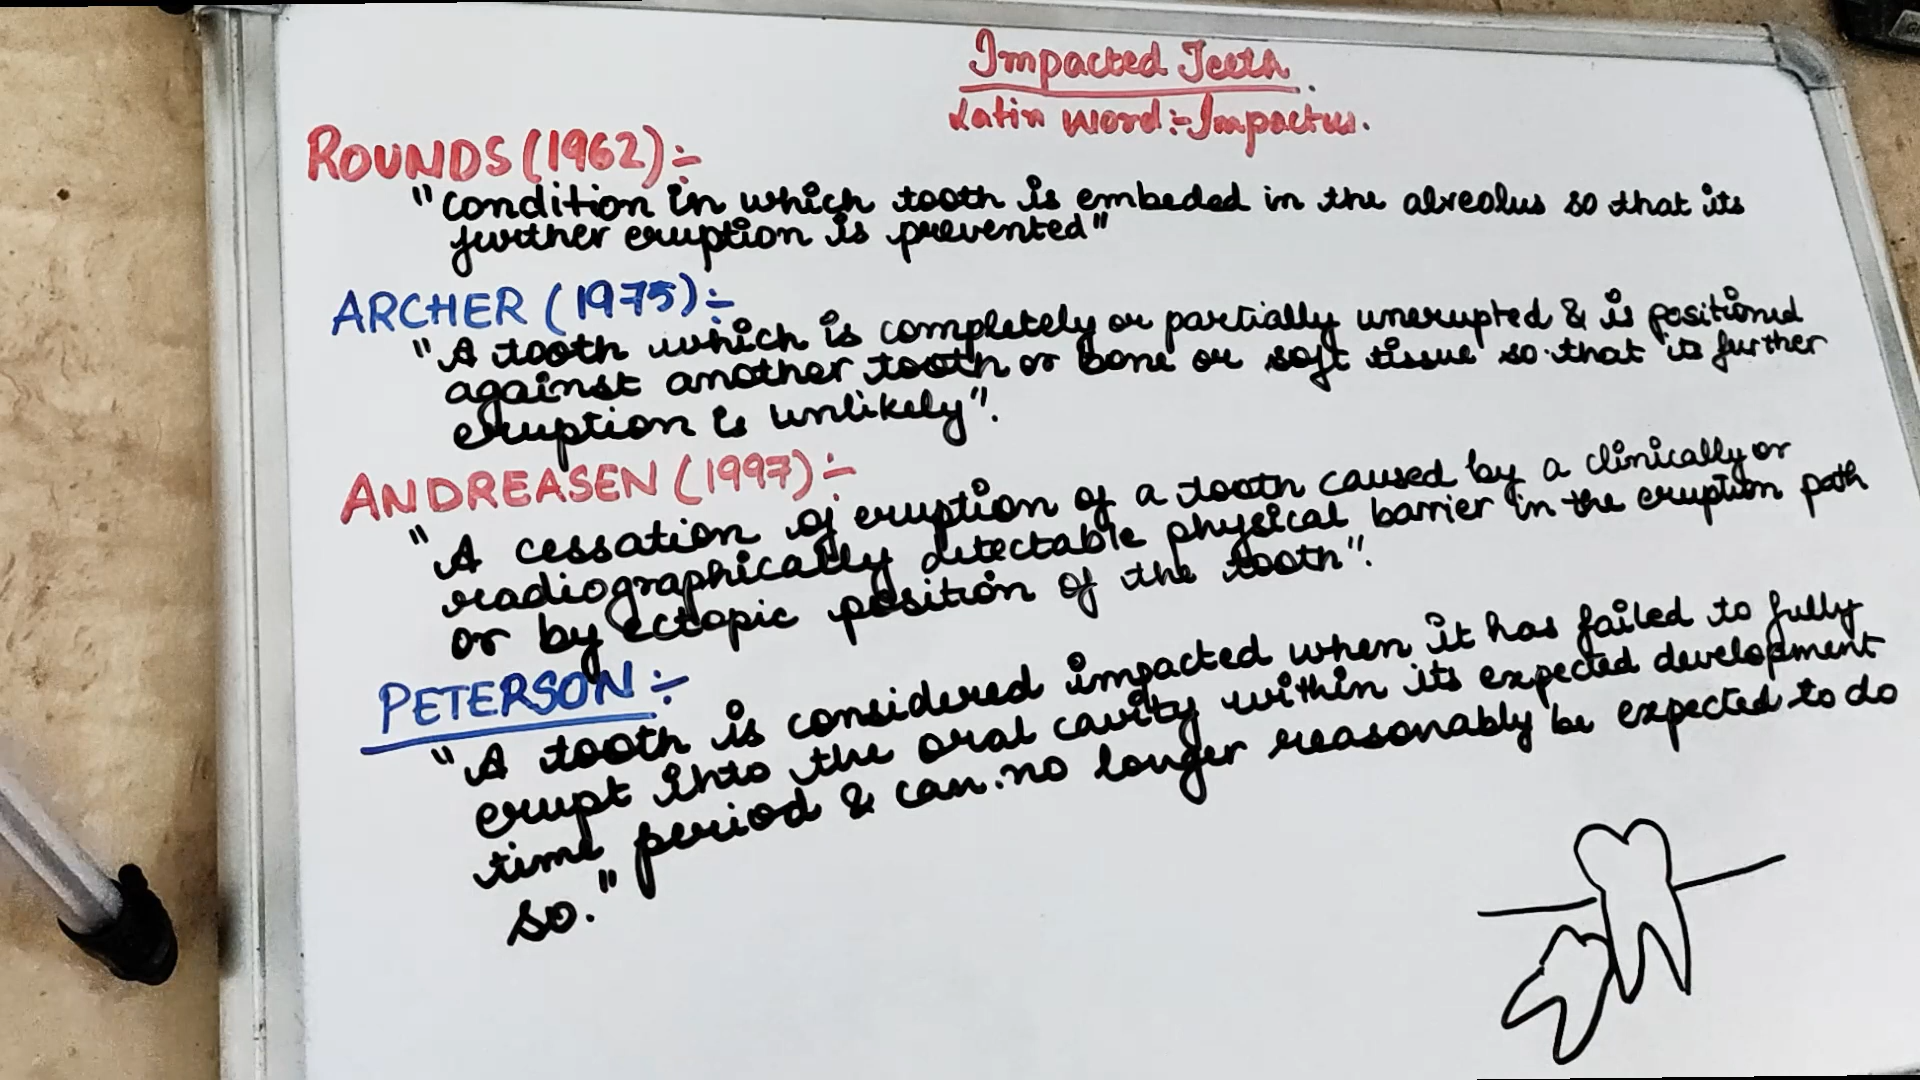 Impacted Teeth.
Latin word:-Impactus.
ROUNDS (1962):-
"condition in which tooth is embeded in the alveolus so that its
further eruption is prevented"
ARCHER (1975):-
"A tooth which is completely or partially unerupted & is positioned
against another tooth or bone or soft tissue so that its further
eruption is unlikely".
ANDREASEN (1997):-
"A cessation of eruption of a tooth caused by a clinically or
radiographically detectable physical barrier in the eruption path
or by Ectopic position of the tooth".
PETERSON:-
"A tooth is considered impacted when it has failed to fully
erupt into the oral cavity within its expected development
time period & can no longer reasonably be expected to do
so."